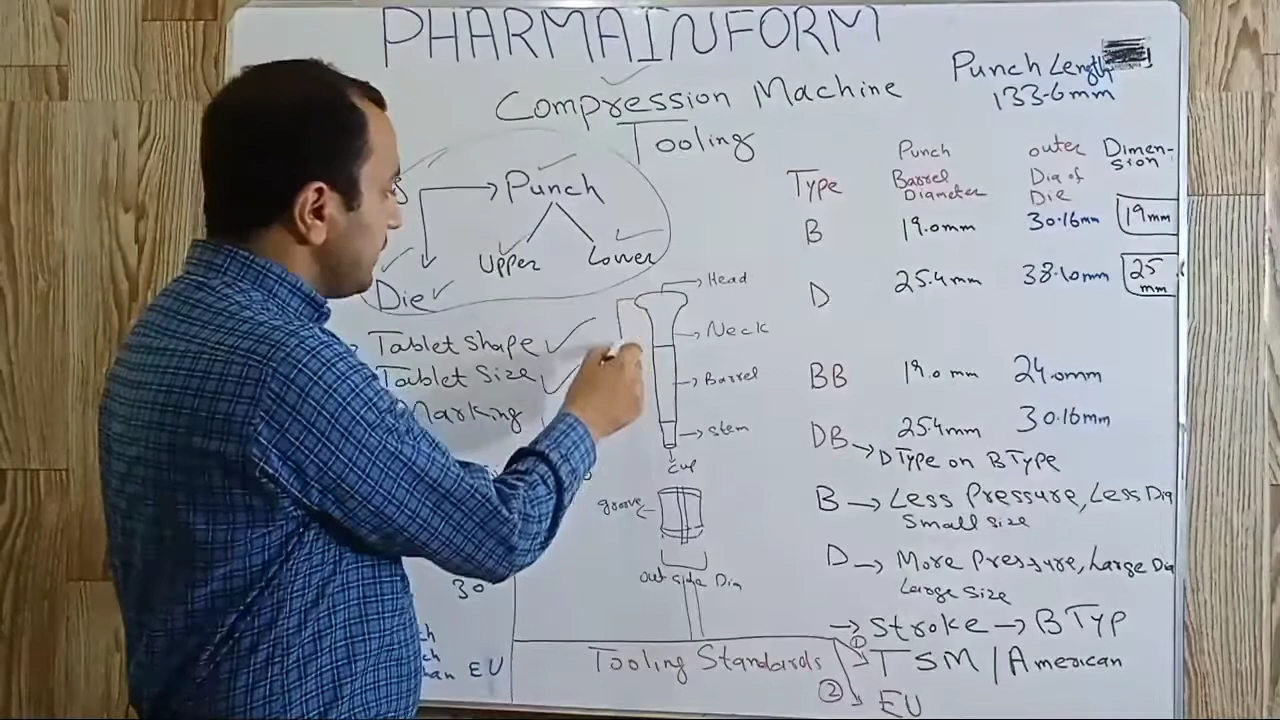 PHARMAINFORM
Compression Machine
Tooling
Punch Length
133.6mm
Punch
Upper
Lower
Die
Tablet Shape
Tablet Size
Marking
Head
Neck
Barrel
Stem
Cup
groove
Out side Dia
30
EU
Type
Punch Barrel Diameter
outer Dia of Die
Dimen-
sion
B 19.0mm 30.16mm 19mm
D 25.4mm 38.10mm 25 mm
BB 19.0mm 24.0mm
DB 25.4mm 30.16mm
D Type on B Type
B → Less Pressure, Less Dia
Small Size
D → More Pressure, Large Dia
Large Size
→ Stroke → B Typ
Tooling Standards
① TSM / American
② EU